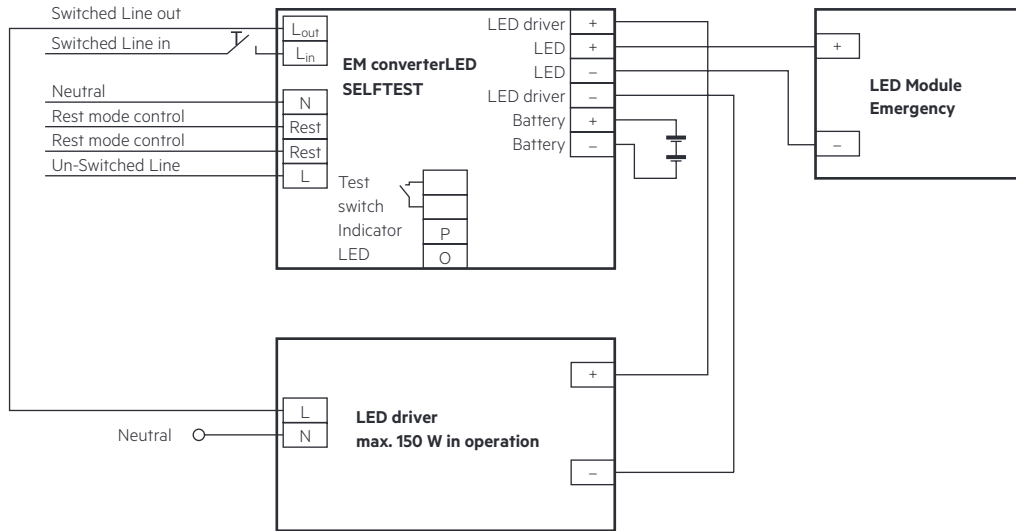 Switched Line out
Switched Line in
Neutral
Rest mode control
Rest mode control
Un-Switched Line
Lout
Lin
N
Rest
Rest
L
EM converterLED
SELFTEST
Test
switch
Indicator
LED
P
O
LED driver +
LED +
LED –
LED driver –
Battery +
Battery –
+
–
LED Module
Emergency
Neutral
L
N
LED driver
max. 150 W in operation
+
–